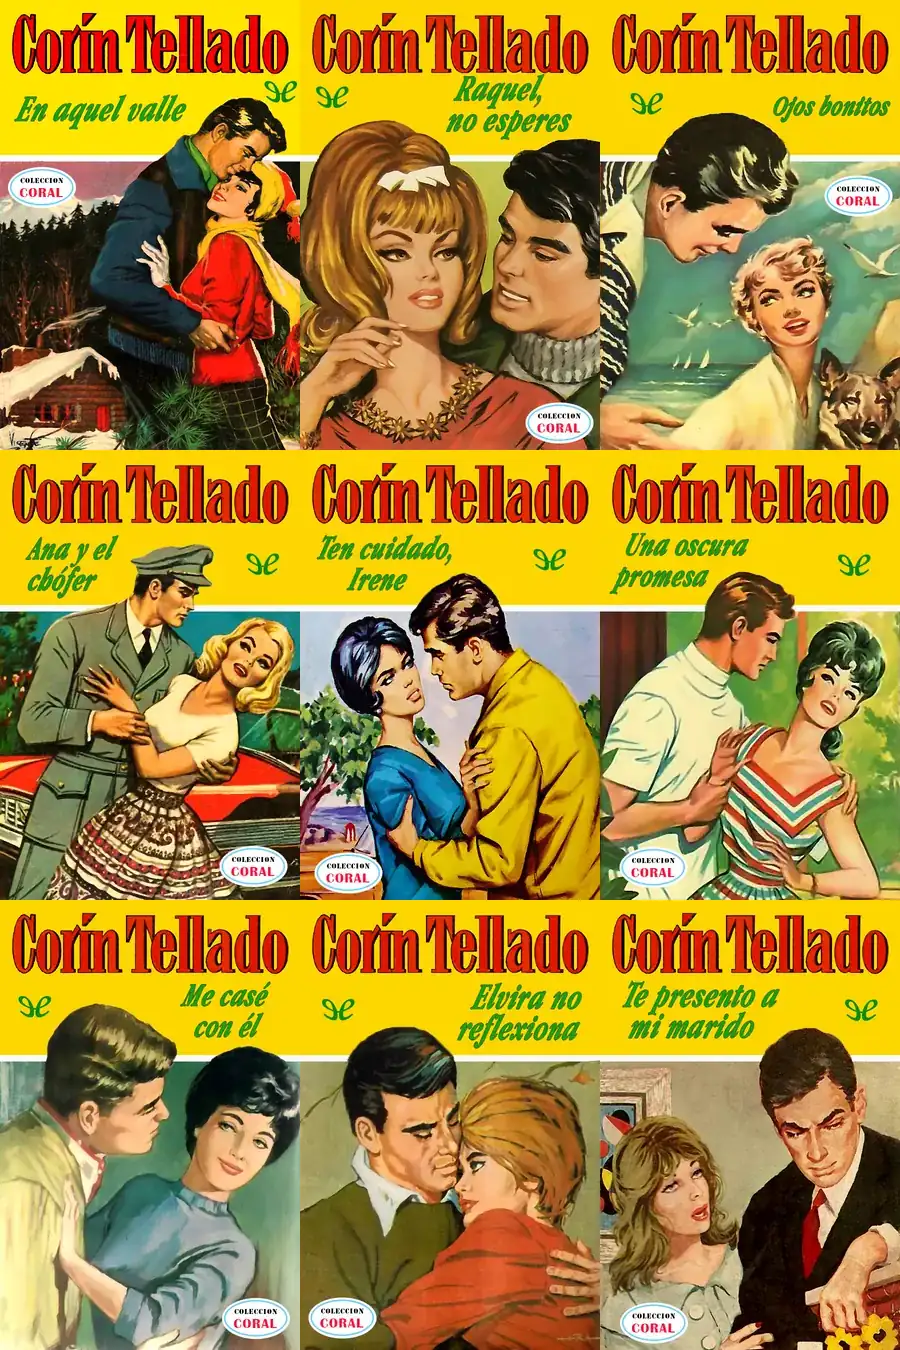 Corín Tellado
En aquel valle
COLECCION
CORAL
Vicente
Corín Tellado
Raquel,
no esperes
COLECCION
CORAL
Corín Tellado
Ojos bonitos
COLECCION
CORAL
Corín Tellado
Ana y el
chófer
COLECCION
CORAL
Corín Tellado
Ten cuidado,
Irene
COLECCION
CORAL
Corín Tellado
Una oscura
promesa
COLECCION
CORAL
Corín Tellado
Me casé
con él
COLECCION
CORAL
Corín Tellado
Elvira no
reflexiona
COLECCION
CORAL
Corín Tellado
Te presento a
mi marido
COLECCION
CORAL